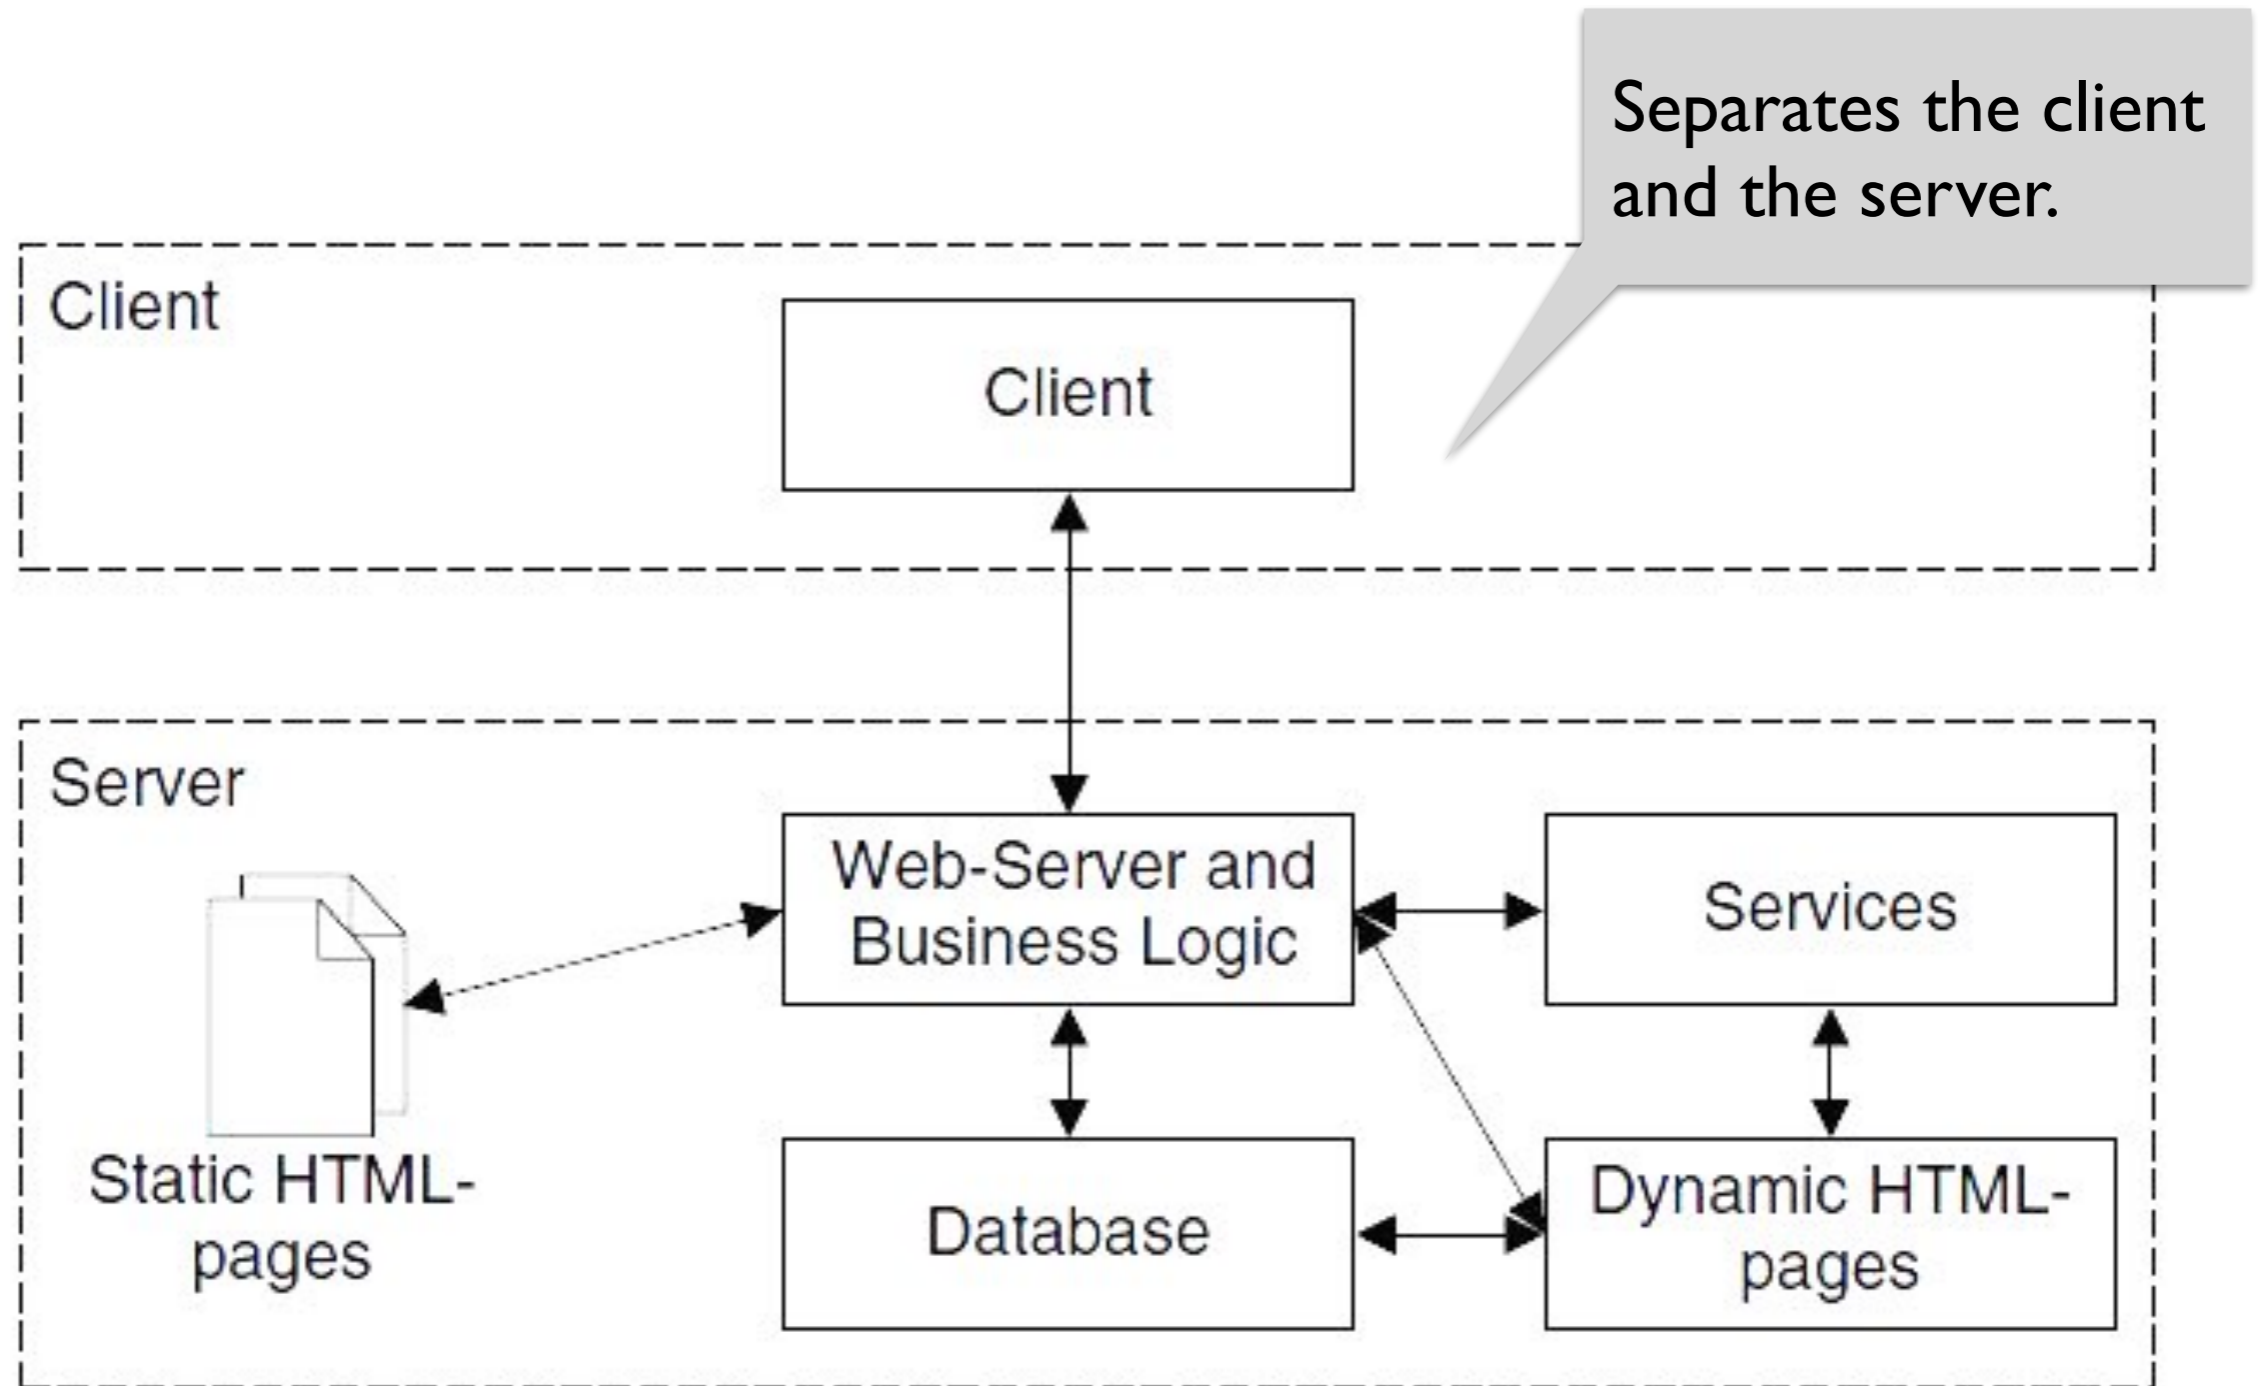 Separates the client
and the server.
Client
Client
Server
Web-Server and
Business Logic
Services
Static HTML-
pages
Database
Dynamic HTML-
pages